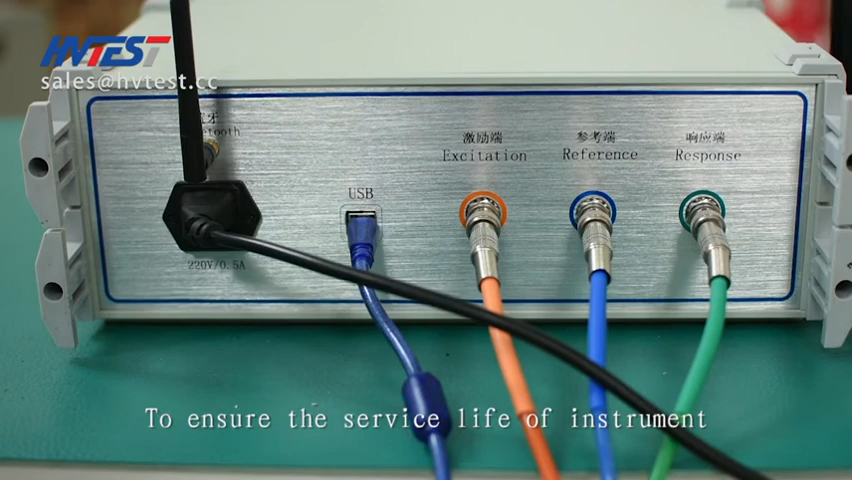 HVTEST
sales@hvtest.cc
激励端
Excitation
参考端
Reference
响应端
Response
USB
220V/0.5A
To ensure the service life of instrument